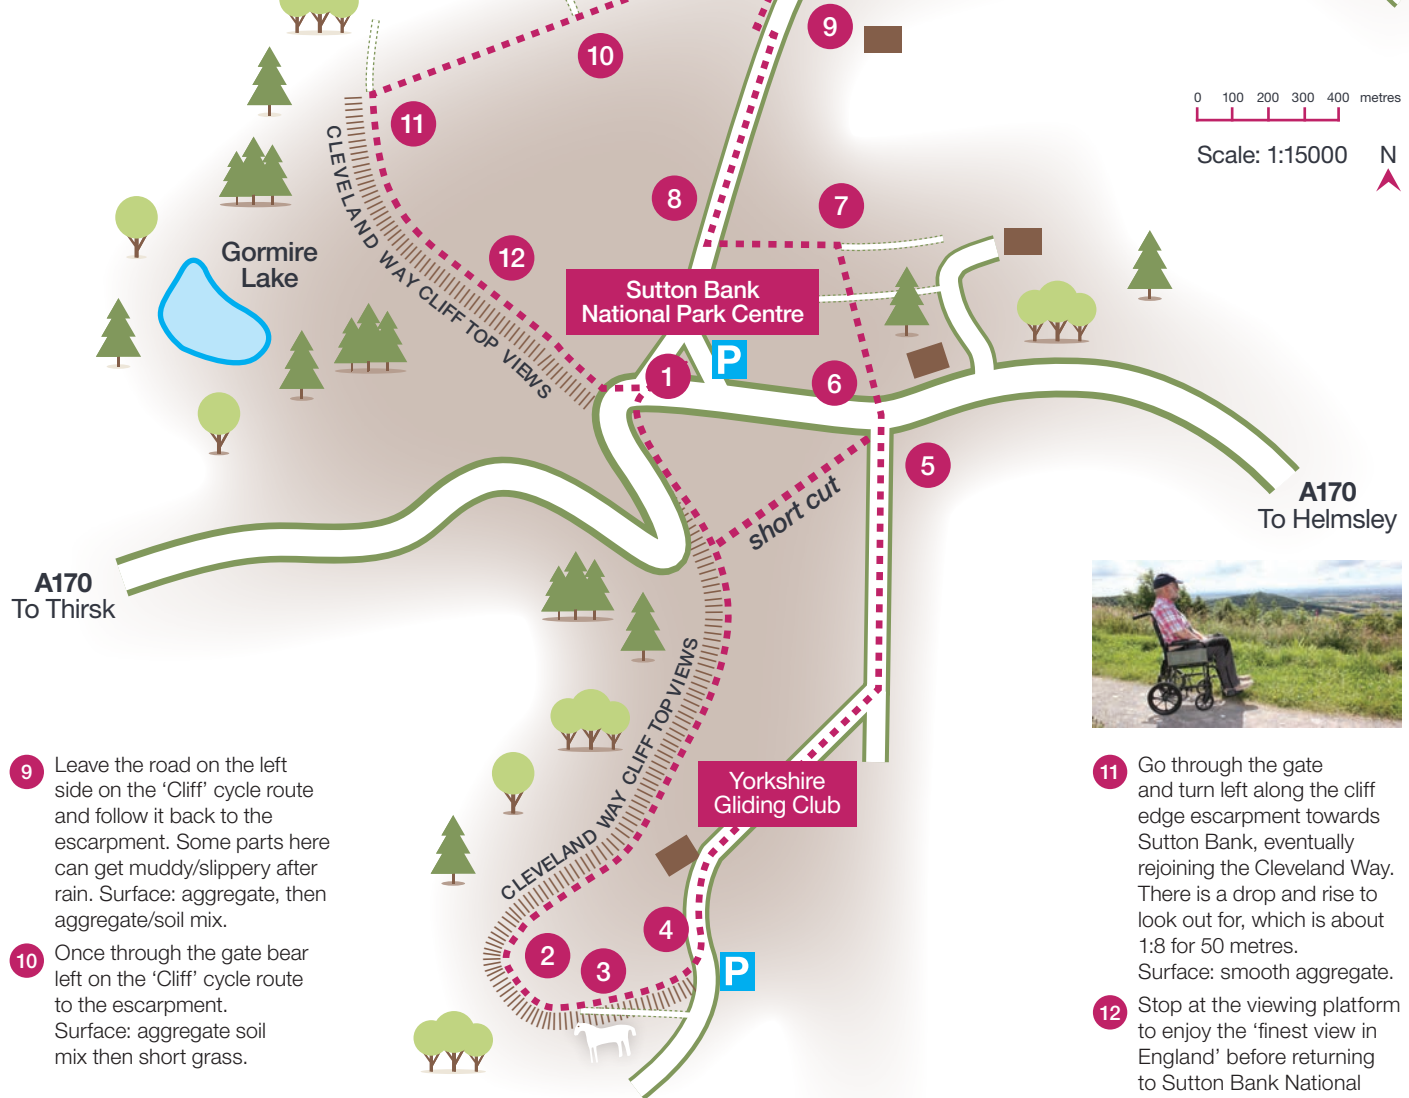 9
10
11
0 100 200 300 400 metres
Scale: 1:15000
N
CLEVELAND WAY CLIFF TOP VIEWS
8
7
12
Gormire
Lake
Sutton Bank
National Park Centre
P
1
6
5
short cut
A170
To Helmsley
A170
To Thirsk
CLEVELAND WAY CLIFF TOP VIEWS
Yorkshire
Gliding Club
4
2
3
P
9 Leave the road on the left
side on the ‘Cliff’ cycle route
and follow it back to the
escarpment. Some parts here
can get muddy/slippery after
rain. Surface: aggregate, then
aggregate/soil mix.
10 Once through the gate bear
left on the ‘Cliff’ cycle route
to the escarpment.
Surface: aggregate soil
mix then short grass.
11 Go through the gate
and turn left along the cliff
edge escarpment towards
Sutton Bank, eventually
rejoining the Cleveland Way.
There is a drop and rise to
look out for, which is about
1:8 for 50 metres.
Surface: smooth aggregate.
12 Stop at the viewing platform
to enjoy the ‘finest view in
England’ before returning
to Sutton Bank National